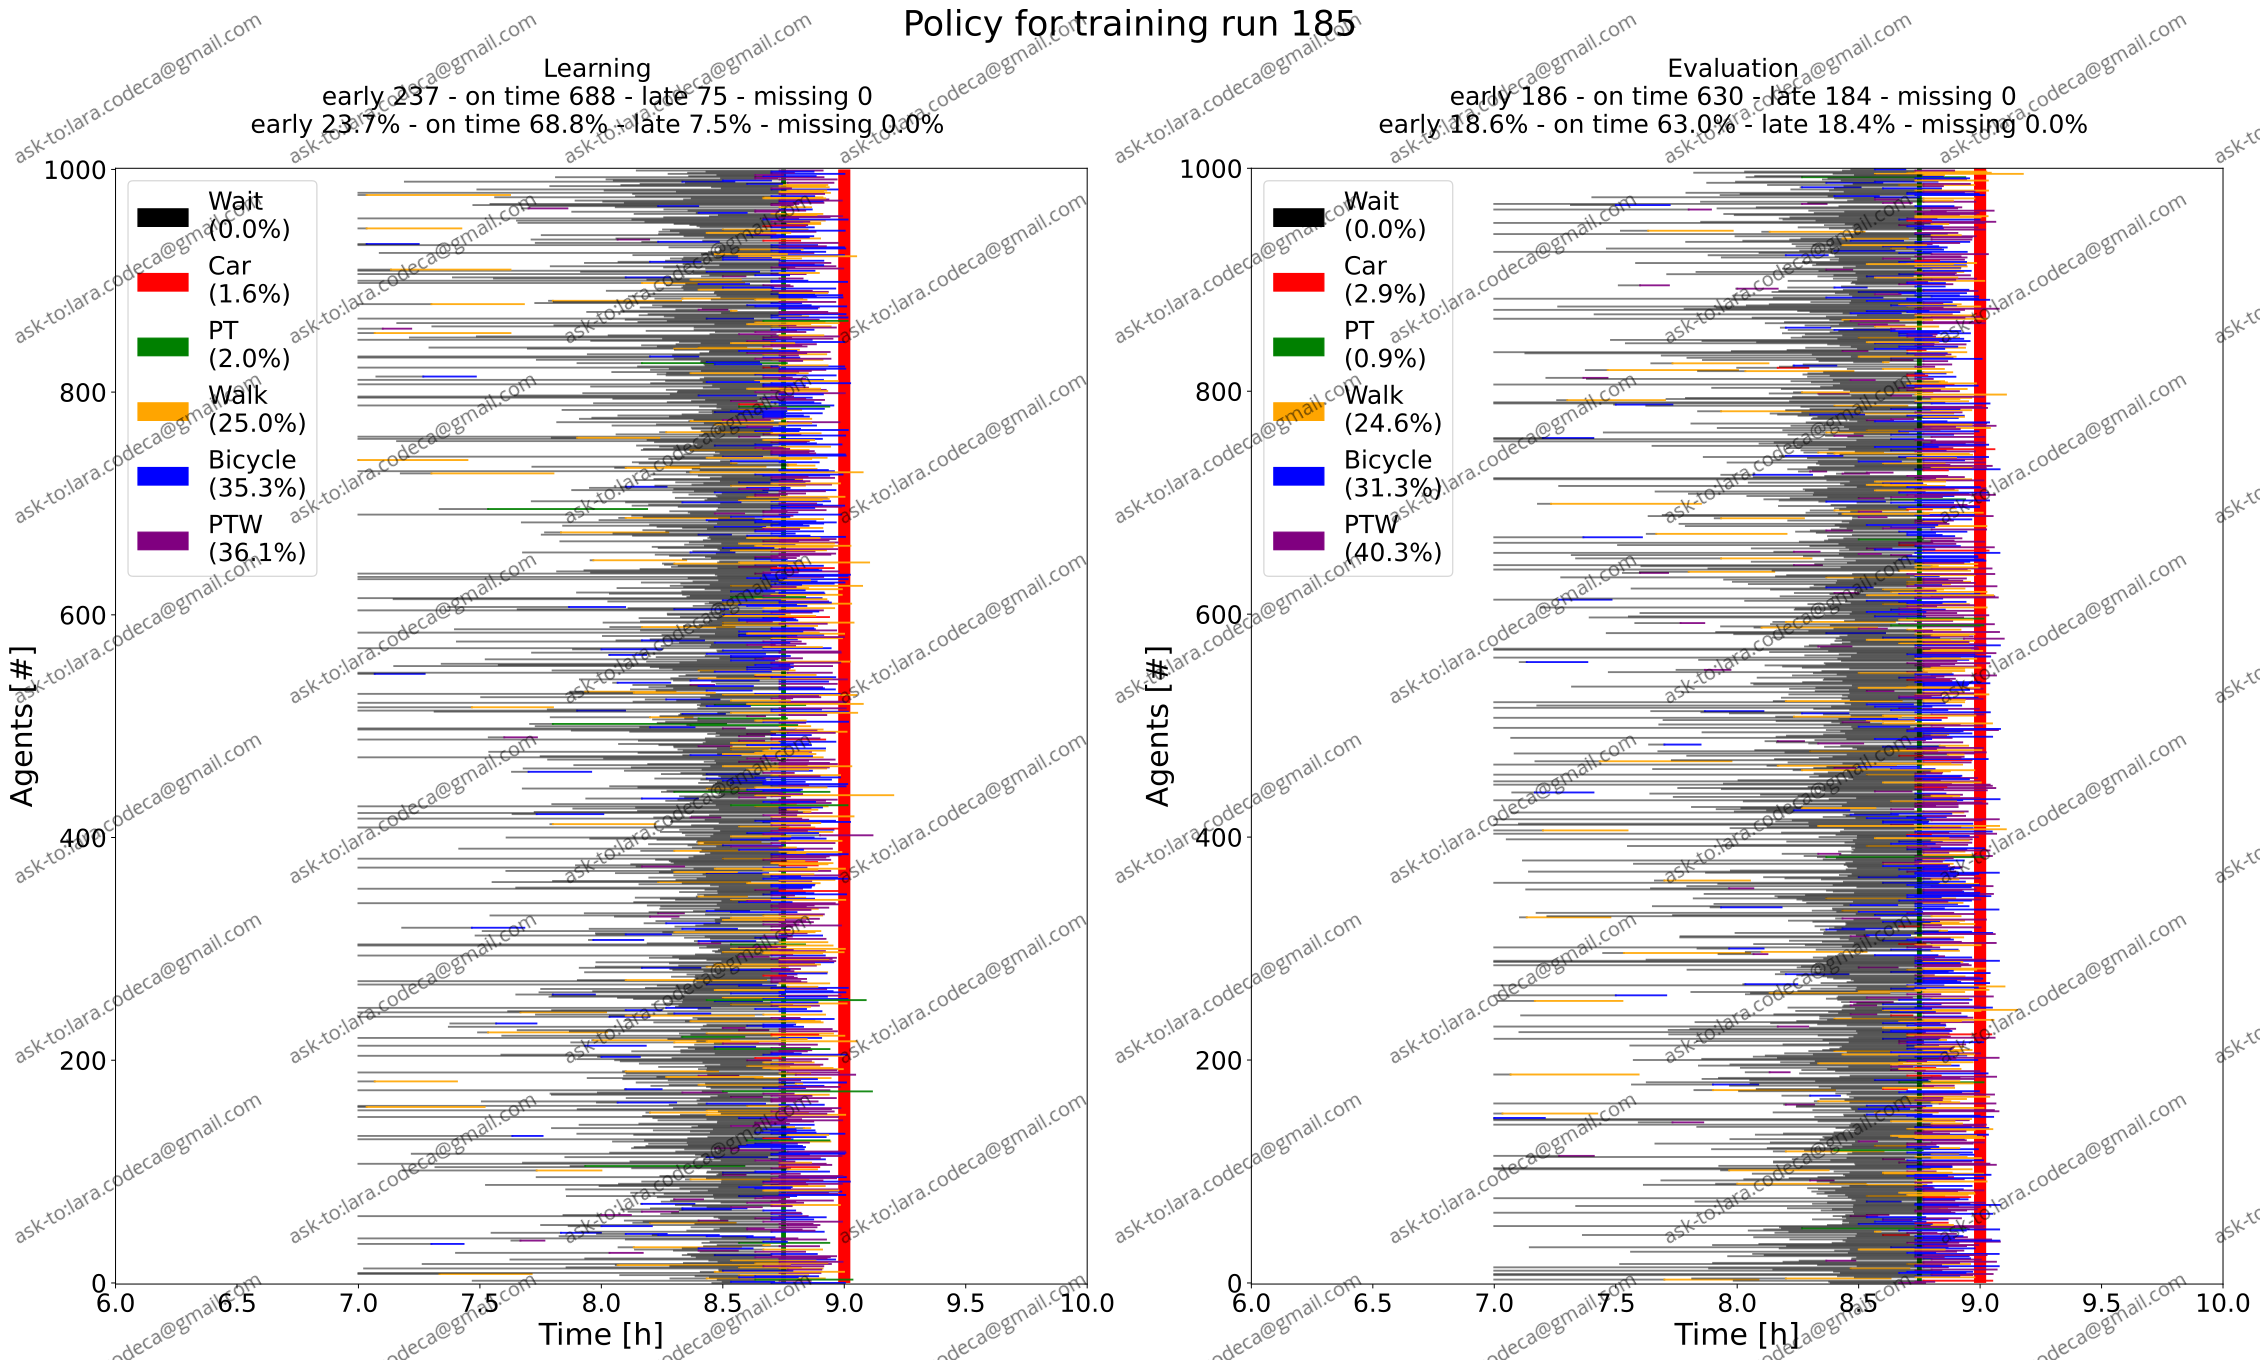 Policy for training run 185
Learning
early 237 - on time 688 - late 75 - missing 0
early 23.7% - on time 68.8% - late 7.5% - missing 0.0%
1000
800
600
400
200
0
Agents [#]
Wait
(0.0%)
Car
(1.6%)
PT
(2.0%)
Walk
(25.0%)
Bicycle
(35.3%)
PTW
(36.1%)
6.0 6.5 7.0 7.5 8.0 8.5 9.0 9.5 10.0
Time [h]
Evaluation
early 186 - on time 630 - late 184 - missing 0
early 18.6% - on time 63.0% - late 18.4% - missing 0.0%
1000
800
600
400
200
0
Agents [#]
Wait
(0.0%)
Car
(2.9%)
PT
(0.9%)
Walk
(24.6%)
Bicycle
(31.3%)
PTW
(40.3%)
6.0 6.5 7.0 7.5 8.0 8.5 9.0 9.5 10.0
Time [h]
ask-to:lara.codeca@gmail.com